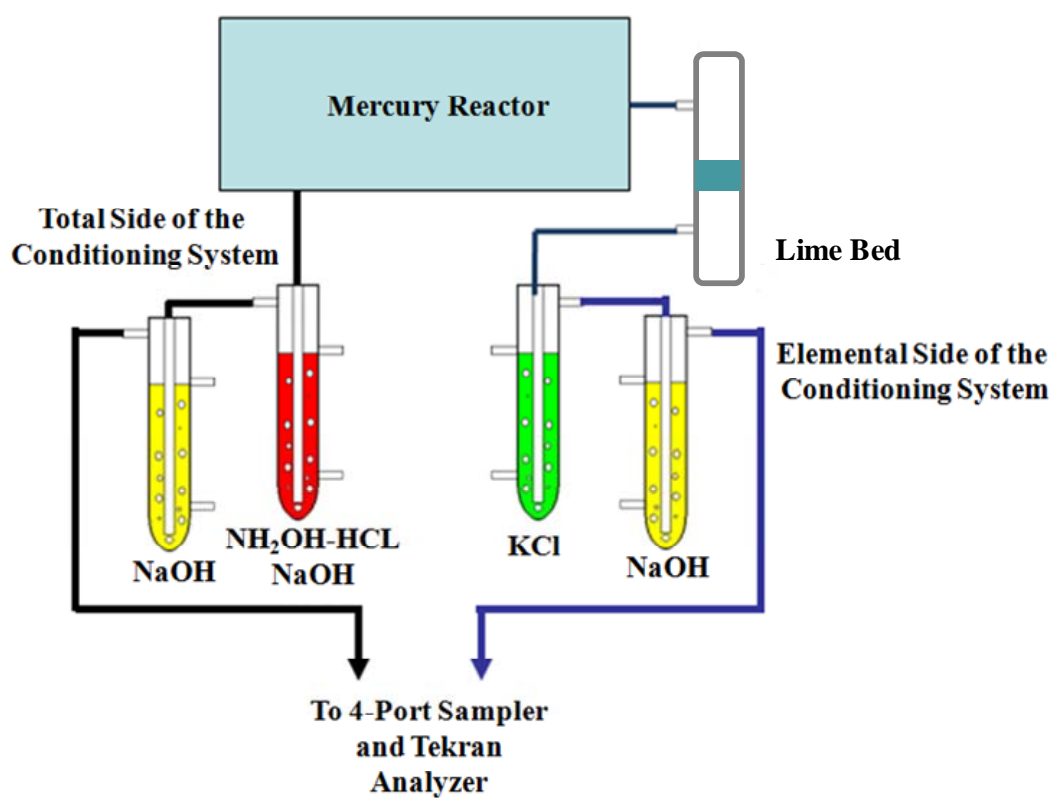 Mercury Reactor
Total Side of the
Conditioning System
Lime Bed
Elemental Side of the
Conditioning System
NaOH
NH₂OH-HCL
NaOH
KCl
NaOH
To 4-Port Sampler
and Tekran
Analyzer